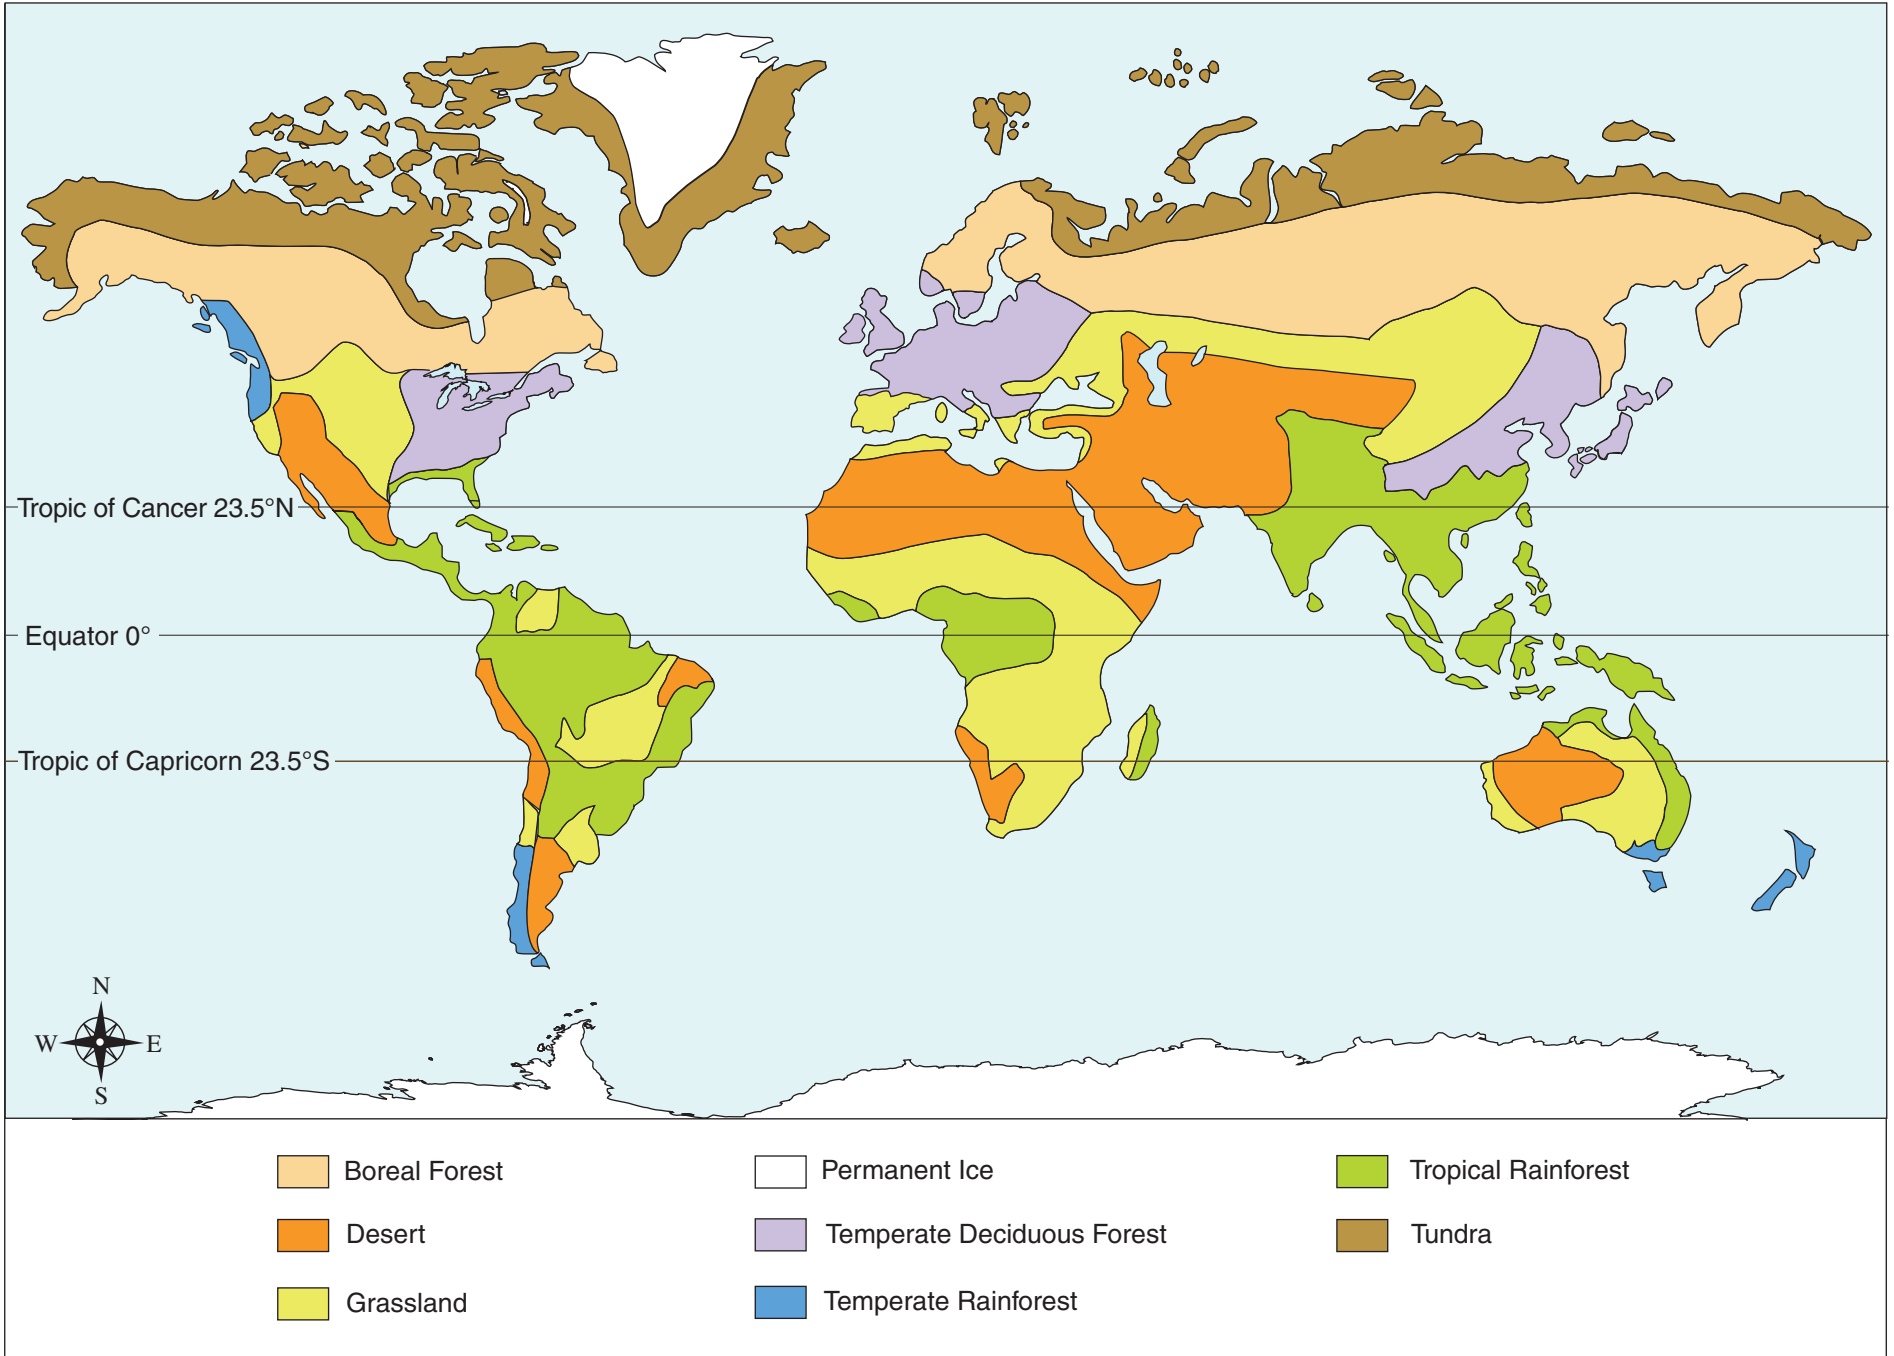 Tropic of Cancer 23.5°N
Equator 0°
Tropic of Capricorn 23.5°S
N
W E
S
Boreal Forest
Permanent Ice
Tropical Rainforest
Desert
Temperate Deciduous Forest
Tundra
Grassland
Temperate Rainforest